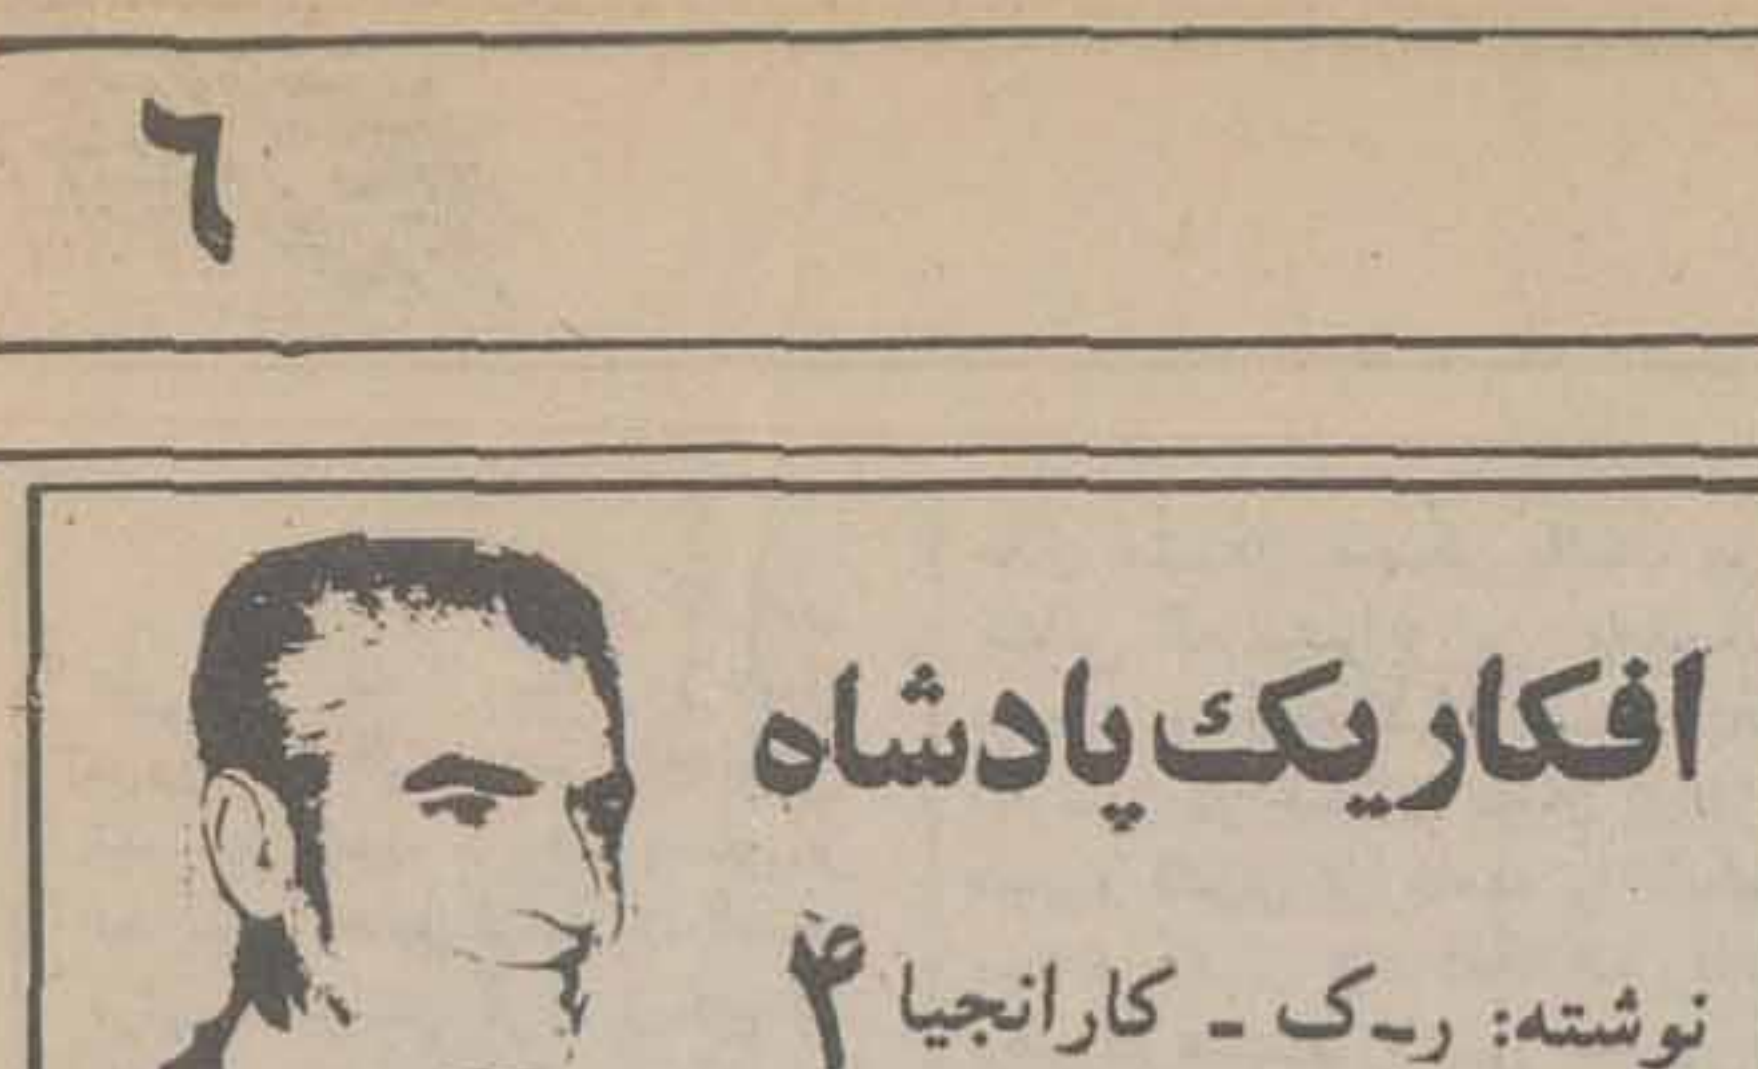 ٦
افکار یک پادشاه
نوشته: ر-ک - کارانجیا ۴